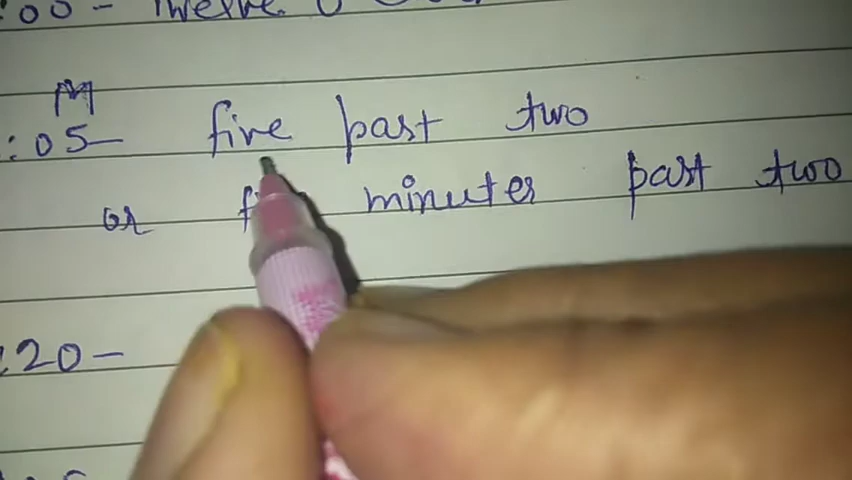 :00 - Twelve O
M
:05- five past two
or minutes past two
:20-